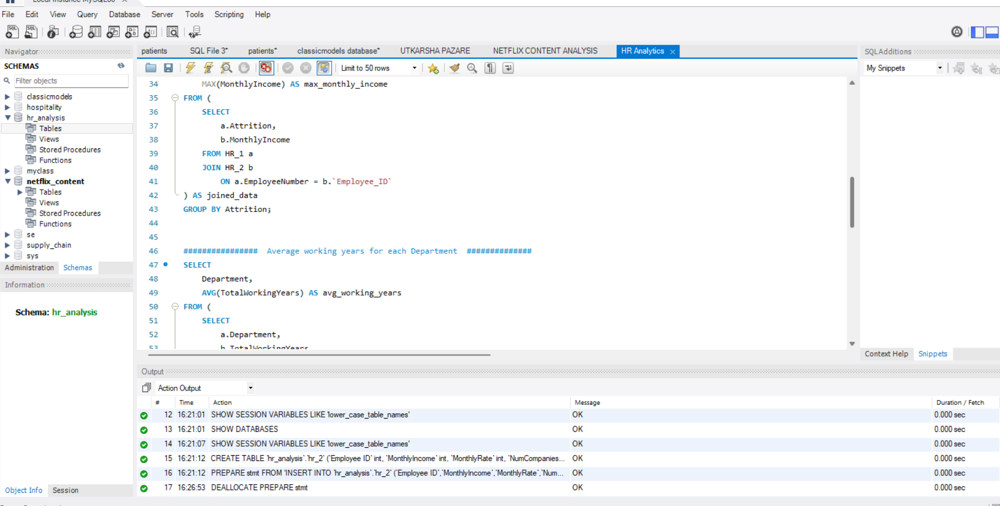 File Edit View Query Database Server Tools Scripting Help
Navigator
SCHEMAS
Filter objects
classicmodels
hospitality
hr_analysis
Tables
Views
Stored Procedures
Functions
myclass
netflix_content
Tables
Views
Stored Procedures
Functions
se
supply_chain
sys
Administration Schemas
Information
Schema: hr_analysis
Object Info Session
patients SQL File 3* patients* classicmodels database* UTKARSHA PAZARE NETFLIX CONTENT ANALYSIS HR Analytics
Limit to 50 rows
34 MAX(MonthlyIncome) AS max_monthly_income
35 FROM (
36 SELECT
37 a.Attrition,
38 b.MonthlyIncome
39 FROM HR_1 a
40 JOIN HR_2 b
41 ON a.EmployeeNumber = b.`Employee_ID`
42 ) AS joined_data
43 GROUP BY Attrition;
44
45
46 ################ Average working years for each Department ##############
47 SELECT
48 Department,
49 AVG(TotalWorkingYears) AS avg_working_years
50 FROM (
51 SELECT
52 a.Department,
53 b.TotalWorkingYears
SQLAdditions
My Snippets
Context Help Snippets
Output
Action Output
# Time Action Message Duration / Fetch
12 16:21:01 SHOW SESSION VARIABLES LIKE 'lower_case_table_names' OK 0.000 sec
13 16:21:01 SHOW DATABASES OK 0.000 sec
14 16:21:07 SHOW SESSION VARIABLES LIKE 'lower_case_table_names' OK 0.000 sec
15 16:21:12 CREATE TABLE `hr_analysis`.`hr_2` (`Employee ID` int, `MonthlyIncome` int, `MonthlyRate` int, `NumCompanies... OK 0.000 sec
16 16:21:12 PREPARE stmt FROM 'INSERT INTO `hr_analysis`.`hr_2` (`Employee ID`,`MonthlyIncome`,`MonthlyRate`,`Num... OK 0.000 sec
17 16:26:53 DEALLOCATE PREPARE stmt OK 0.000 sec